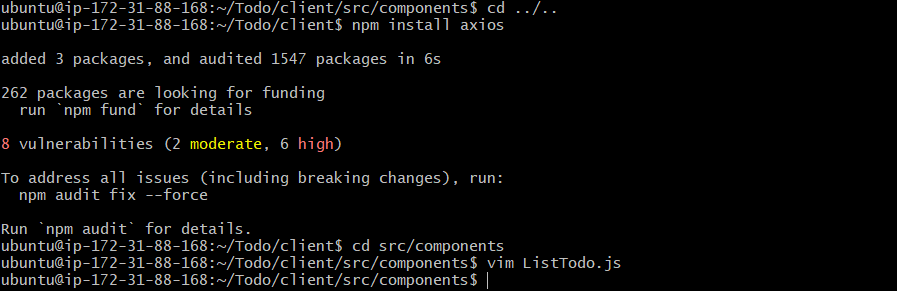 ubuntu@ip-172-31-88-168:~/Todo/client/src/components$ cd ../..
ubuntu@ip-172-31-88-168:~/Todo/client$ npm install axios
added 3 packages, and audited 1547 packages in 6s
262 packages are looking for funding
  run `npm fund` for details
8 vulnerabilities (2 moderate, 6 high)
To address all issues (including breaking changes), run:
  npm audit fix --force
Run `npm audit` for details.
ubuntu@ip-172-31-88-168:~/Todo/client$ cd src/components
ubuntu@ip-172-31-88-168:~/Todo/client/src/components$ vim ListTodo.js
ubuntu@ip-172-31-88-168:~/Todo/client/src/components$